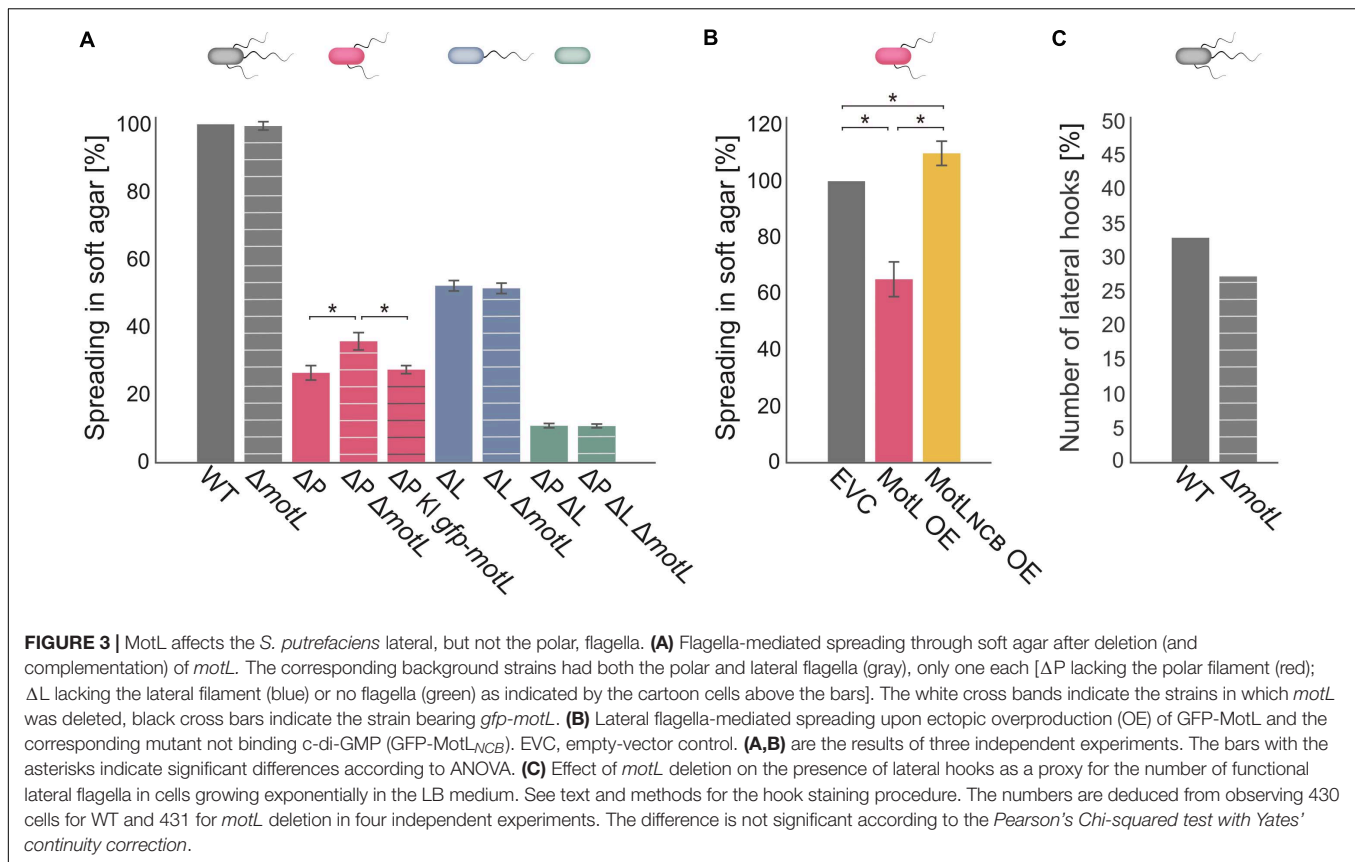 A
Spreading in soft agar [%]
100
80
60
40
20
0
*
*
WT
ΔmotL
ΔP
ΔP ΔmotL
ΔP KI gfp-motL
ΔL
ΔL ΔmotL
ΔP ΔL
ΔP ΔL ΔmotL
B
Spreading in soft agar [%]
120
100
80
60
40
20
0
*
*
*
EVC
MotL OE
MotLNCB OE
C
Number of lateral hooks [%]
50
45
40
35
30
25
20
15
10
5
0
WT
ΔmotL
FIGURE 3 | MotL affects the S. putrefaciens lateral, but not the polar, flagella. (A) Flagella-mediated spreading through soft agar after deletion (and
complementation) of motL. The corresponding background strains had both the polar and lateral flagella (gray), only one each [ΔP lacking the polar filament (red);
ΔL lacking the lateral filament (blue) or no flagella (green) as indicated by the cartoon cells above the bars]. The white cross bands indicate the strains in which motL
was deleted, black cross bars indicate the strain bearing gfp-motL. (B) Lateral flagella-mediated spreading upon ectopic overproduction (OE) of GFP-MotL and the
corresponding mutant not binding c-di-GMP (GFP-MotLNCB). EVC, empty-vector control. (A,B) are the results of three independent experiments. The bars with the
asterisks indicate significant differences according to ANOVA. (C) Effect of motL deletion on the presence of lateral hooks as a proxy for the number of functional
lateral flagella in cells growing exponentially in the LB medium. See text and methods for the hook staining procedure. The numbers are deduced from observing 430
cells for WT and 431 for motL deletion in four independent experiments. The difference is not significant according to the Pearson's Chi-squared test with Yates'
continuity correction.